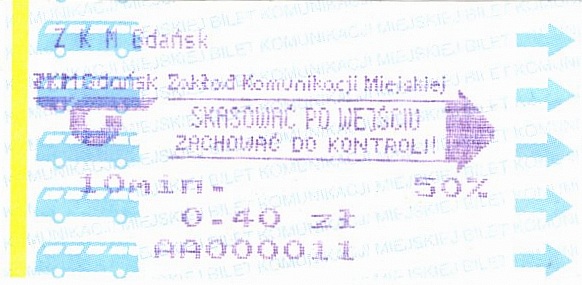 Z K M Gdańsk
ZKM Gdańsk Zakład Komunikacji Miejskiej
SKASOWAĆ PO WEJŚCIU
ZACHOWAĆ DO KONTROLI!
10min. 50%
0.40 zł
AA000011